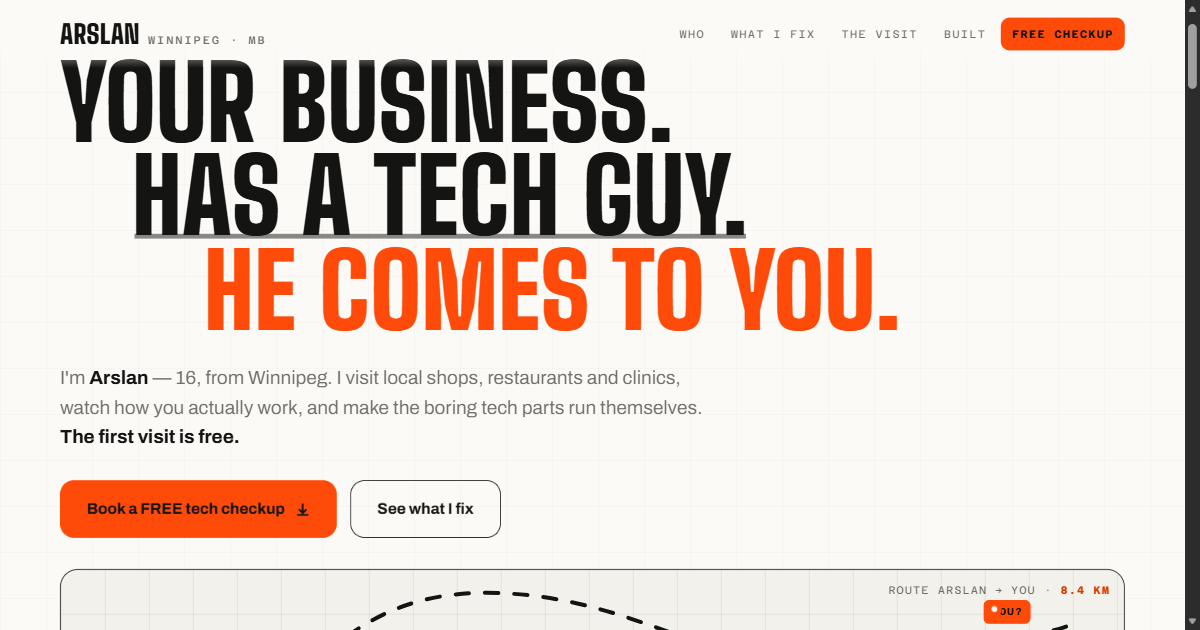 ARSLAN WINNIPEG · MB
WHO WHAT I FIX THE VISIT BUILT FREE CHECKUP
YOUR BUSINESS.
HAS A TECH GUY.
HE COMES TO YOU.
I'm Arslan — 16, from Winnipeg. I visit local shops, restaurants and clinics,
watch how you actually work, and make the boring tech parts run themselves.
The first visit is free.
Book a FREE tech checkup See what I fix
ROUTE ARSLAN → YOU · 8.4 KM